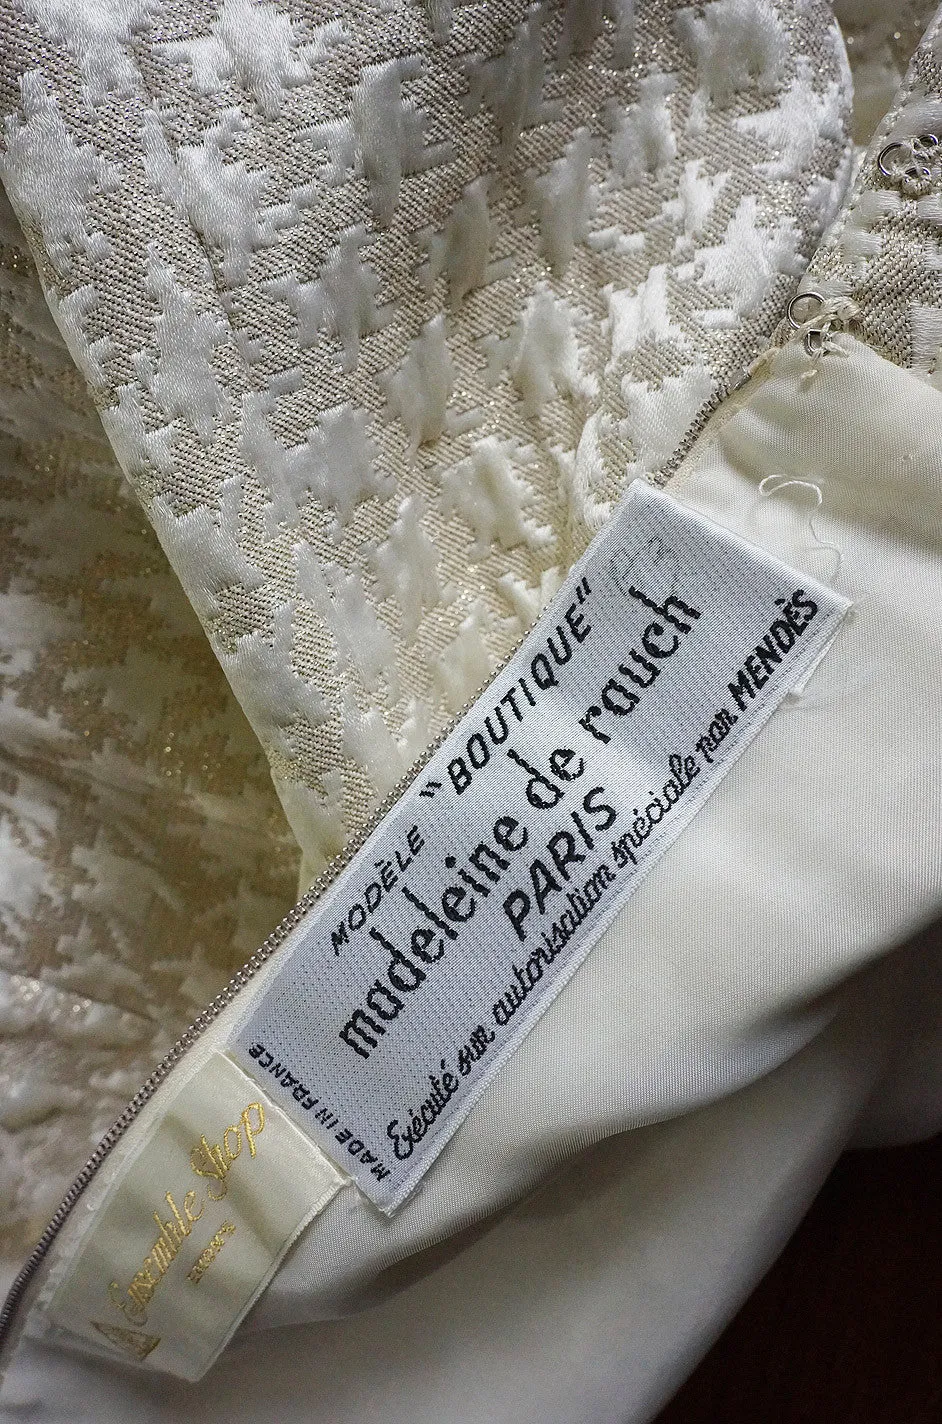 MODÈLE "BOUTIQUE"
madeleine de rauch
PARIS
Exécuté sur autorisation spéciale par MENDÈS
MADE IN FRANCE
Ensemble Shop